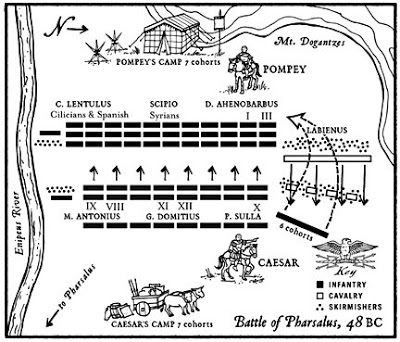 N
Mt. Dogantzes
POMPEY'S CAMP 7 cohorts
POMPEY
C. LENTULUS
Cilicians & Spanish
SCIPIO
Syrians
D. AHENOBARBUS
I III
LABIENUS
IX VIII XI XII X
M. ANTONIUS G. DOMITIUS P. SULLA
6 cohorts
Enipeus River
to Pharsalus
CAESAR
CAESAR'S CAMP 7 cohorts
Key
INFANTRY
CAVALRY
SKIRMISHERS
Battle of Pharsalus, 48 BC